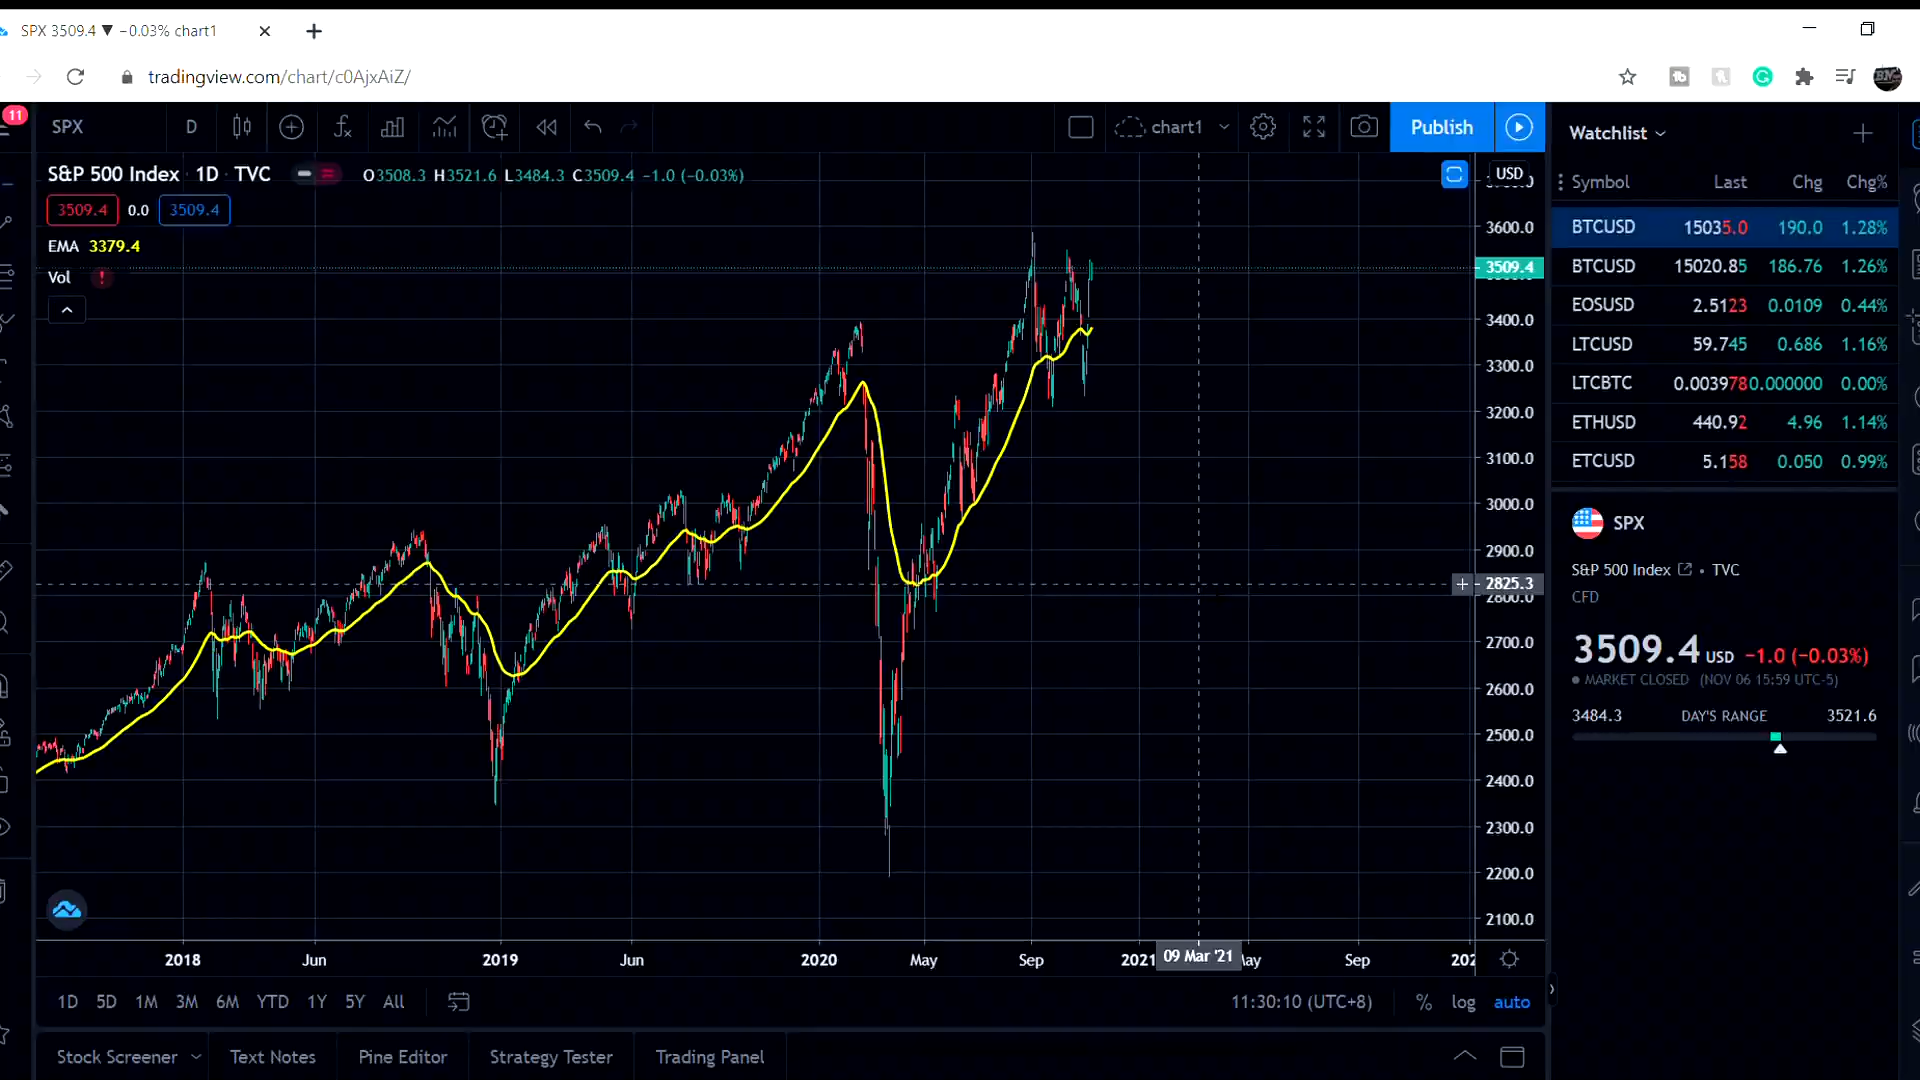 SPX 3509.4 ▼ −0.03% chart1
tradingview.com/chart/c0AjxAiZ/
11
SPX D chart1 Publish
S&P 500 Index · 1D · TVC O3508.3 H3521.6 L3484.3 C3509.4 −1.0 (−0.03%)
3509.4 0.0 3509.4
EMA 3379.4
Vol !
USD
3600.0
3509.4
3400.0
3300.0
3200.0
3100.0
3000.0
2900.0
2825.3
2800.0
2700.0
2600.0
2500.0
2400.0
2300.0
2200.0
2100.0
2018 Jun 2019 Jun 2020 May Sep 2021 09 Mar '21 Sep
1D 5D 1M 3M 6M YTD 1Y 5Y All 11:30:10 (UTC+8) % log auto
Stock Screener Text Notes Pine Editor Strategy Tester Trading Panel
Watchlist
Symbol Last Chg Chg%
BTCUSD 15035.0 190.0 1.28%
BTCUSD 15020.85 186.76 1.26%
EOSUSD 2.5123 0.0109 0.44%
LTCUSD 59.745 0.686 1.16%
LTCBTC 0.003978 0.000000 0.00%
ETHUSD 440.92 4.96 1.14%
ETCUSD 5.158 0.050 0.99%
SPX
S&P 500 Index • TVC
CFD
3509.4 USD −1.0 (−0.03%)
MARKET CLOSED (NOV 06 15:59 UTC-5)
3484.3 DAY'S RANGE 3521.6